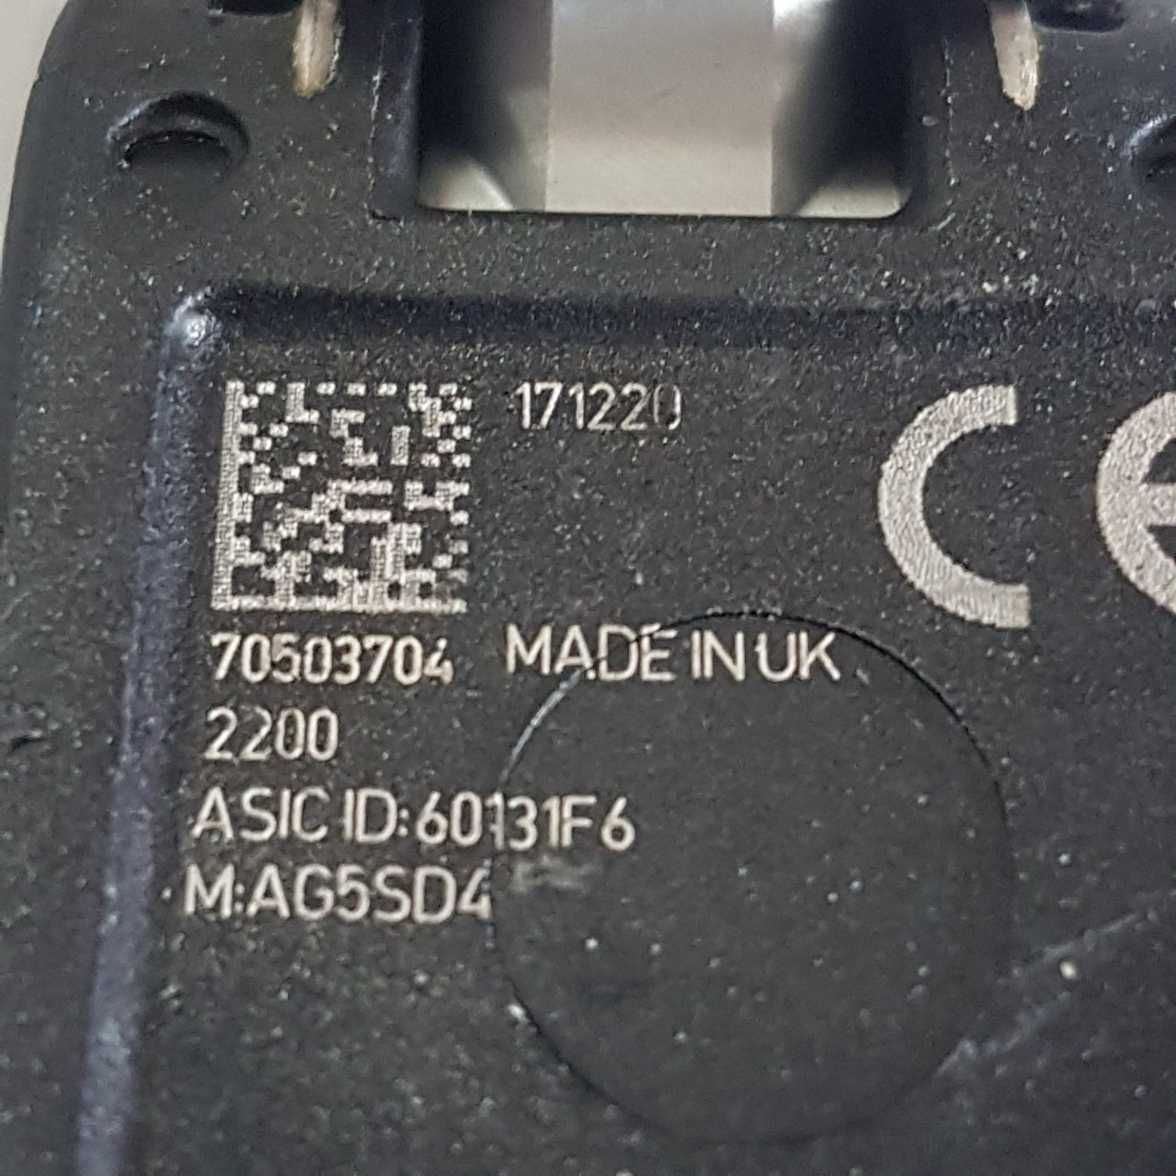 171220
CE
70503704 MADE IN UK
2200
ASIC ID:60131F6
M:AG5SD4